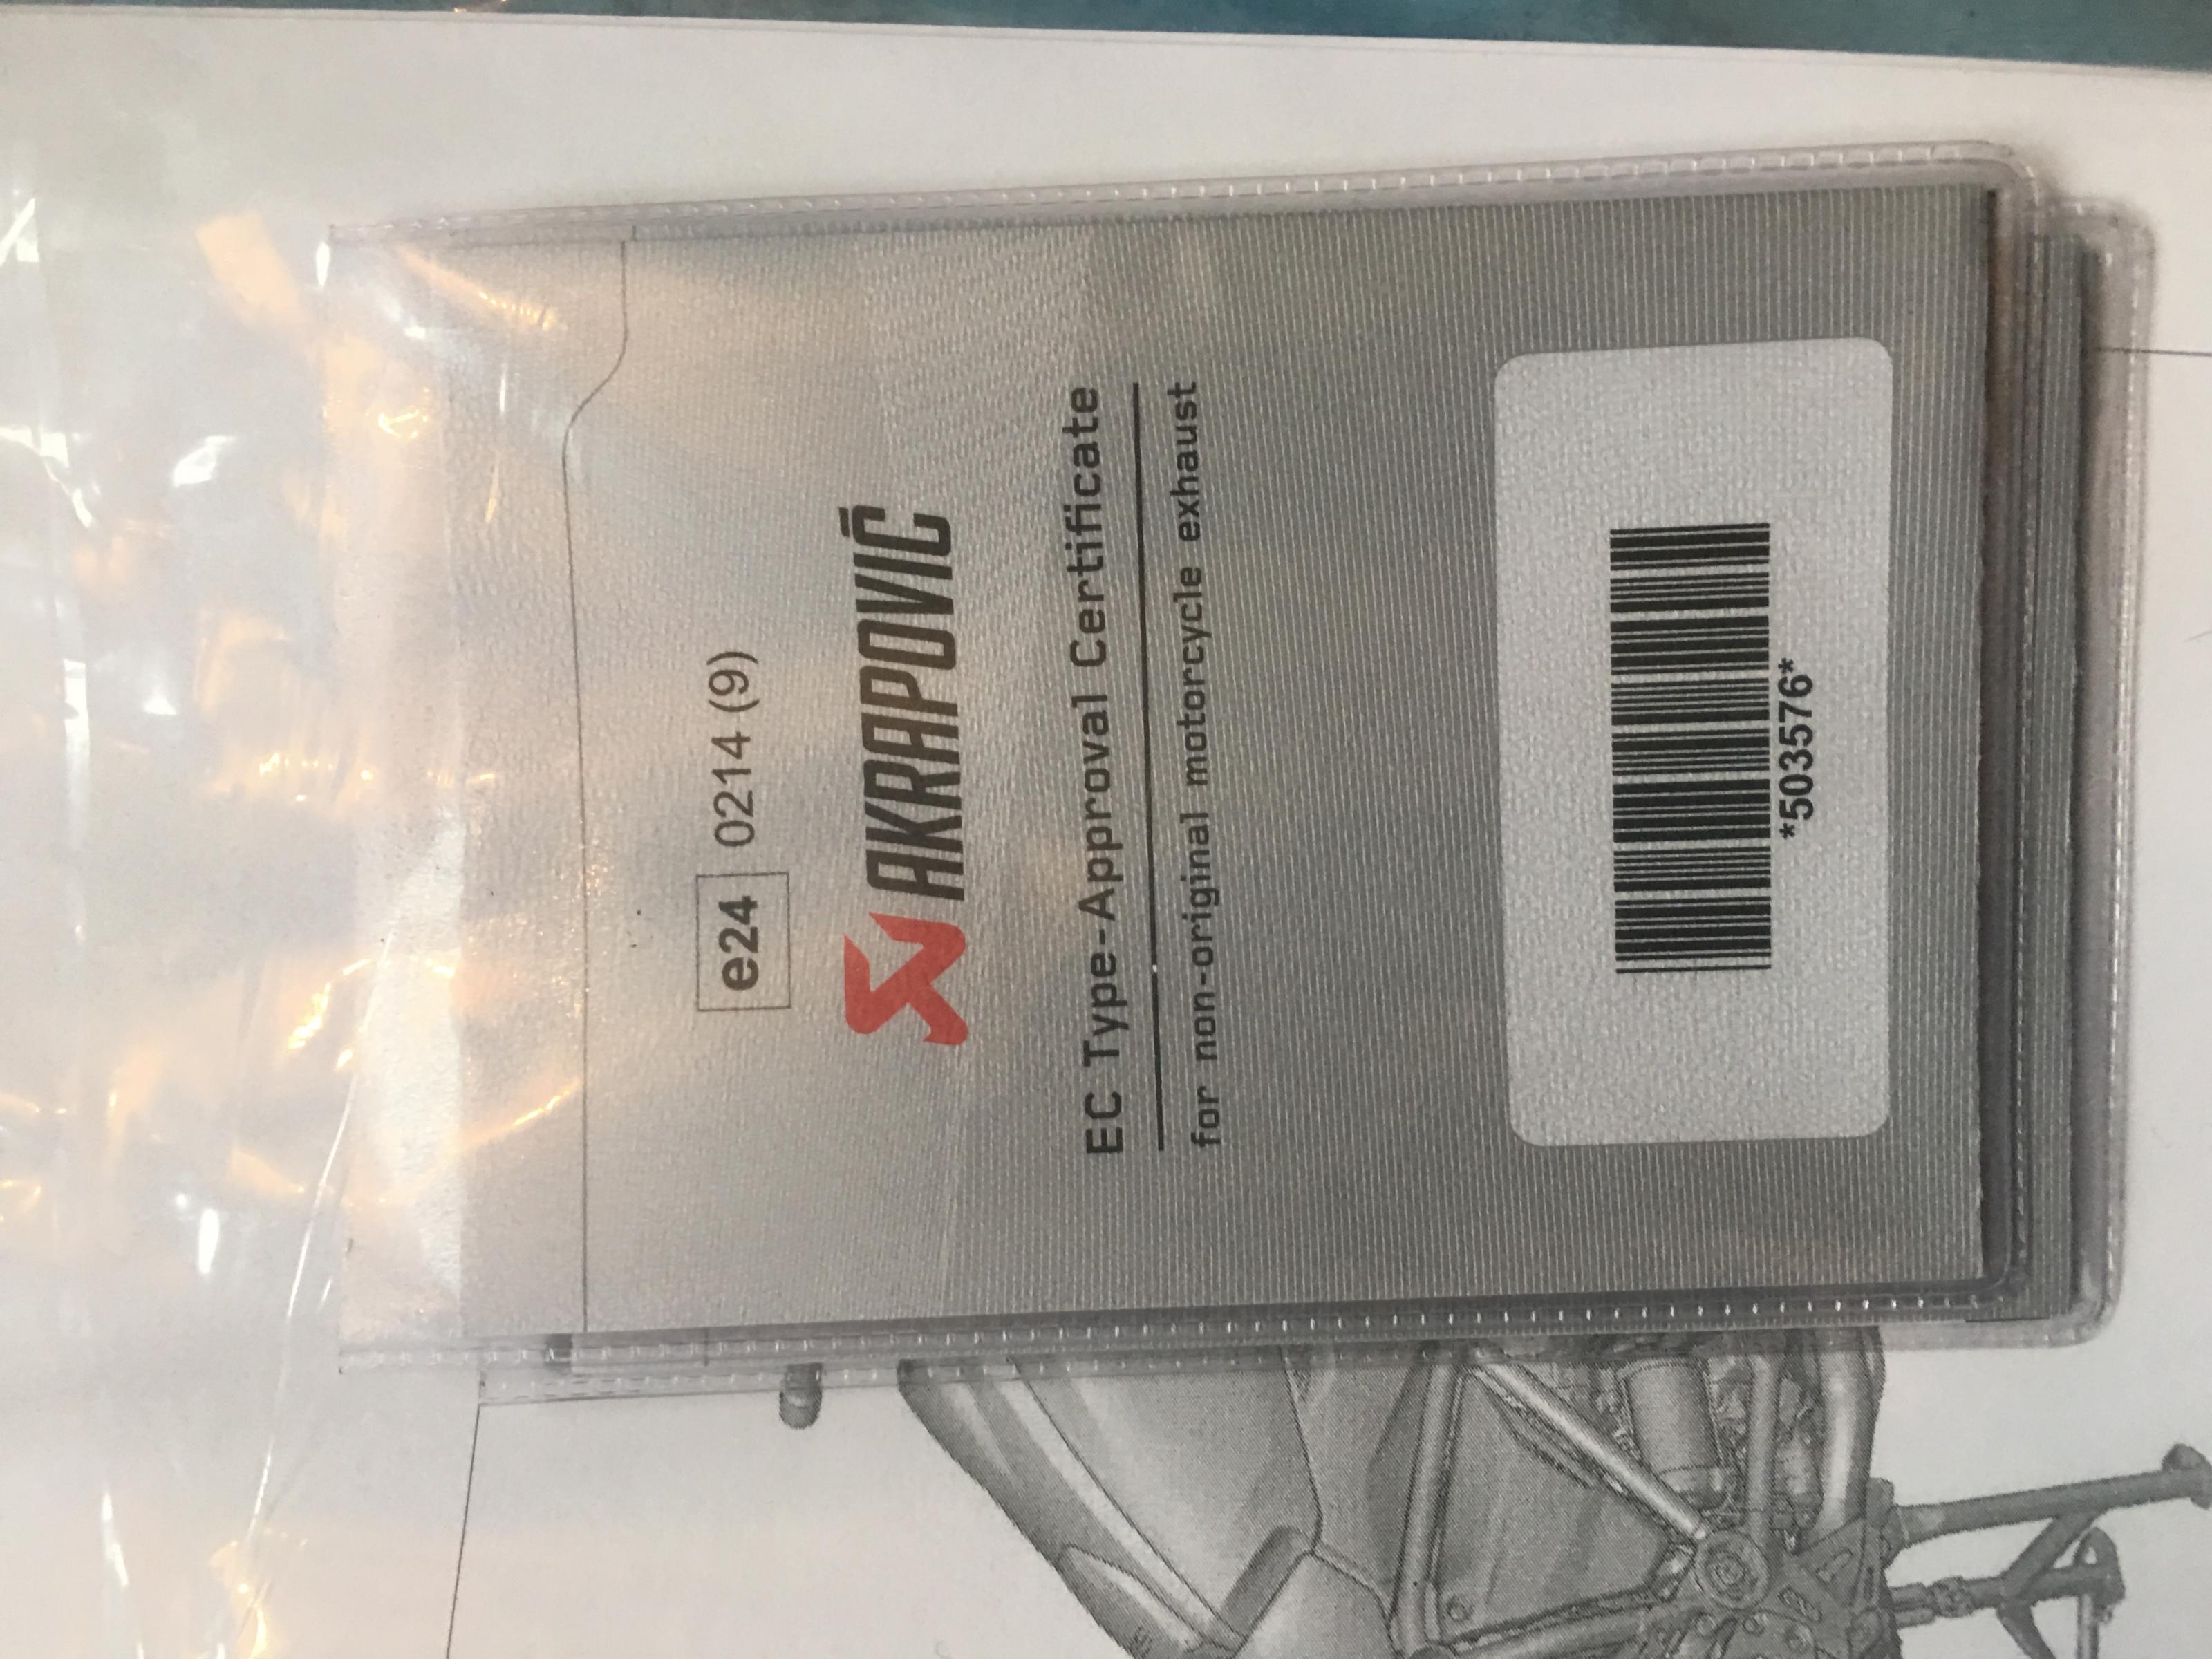 e24 0214 (9)
AKRAPOVIČ
EC Type-Approval Certificate
for non-original motorcycle exhaust
*503576*